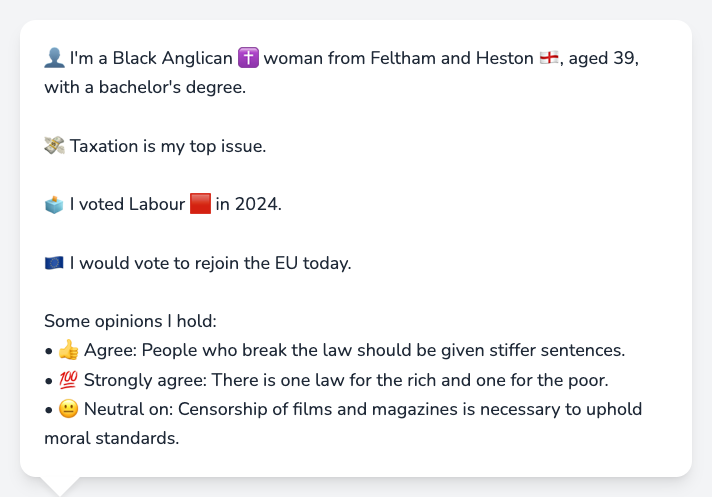 👤 I'm a Black Anglican ✝️ woman from Feltham and Heston 🏴󠁧󠁢󠁥󠁮󠁧󠁿, aged 39,
with a bachelor's degree.
💸 Taxation is my top issue.
🗳️ I voted Labour 🟥 in 2024.
🇪🇺 I would vote to rejoin the EU today.
Some opinions I hold:
• 👍 Agree: People who break the law should be given stiffer sentences.
• 💯 Strongly agree: There is one law for the rich and one for the poor.
• 😐 Neutral on: Censorship of films and magazines is necessary to uphold
moral standards.